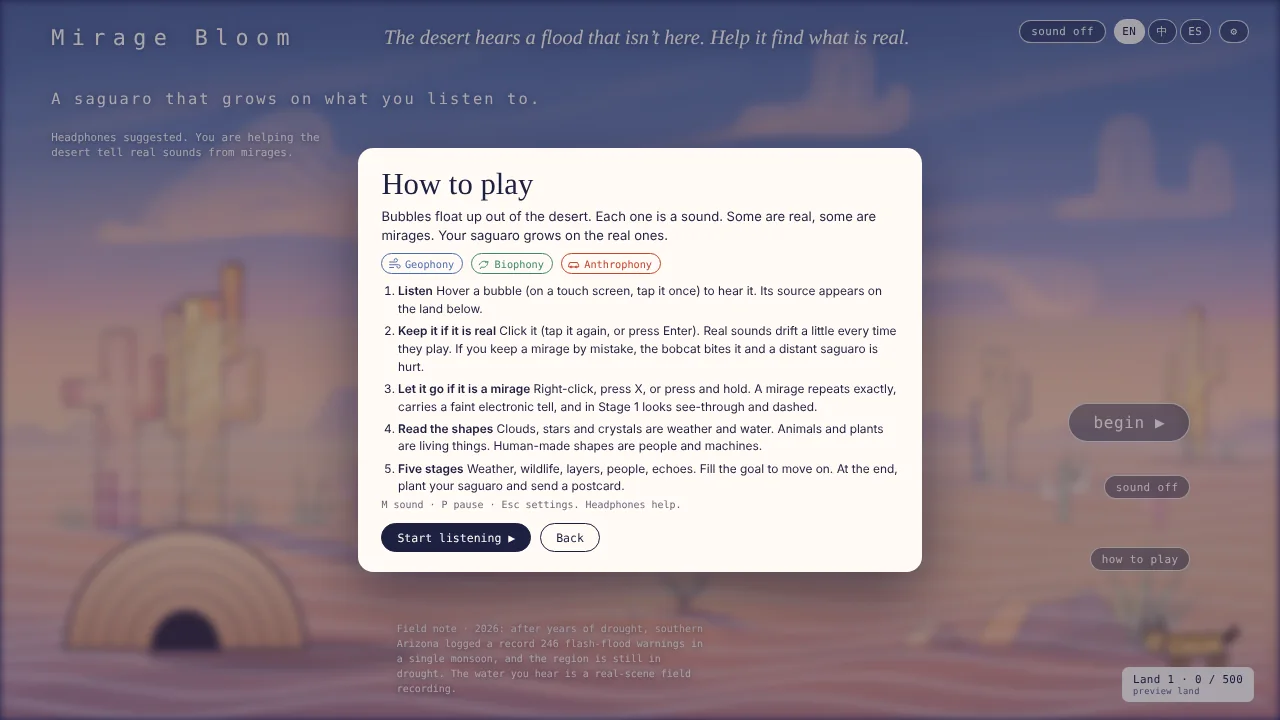 Mirage Bloom
The desert hears a flood that isn’t here. Help it find what is real.
sound off
EN
中
ES
A saguaro that grows on what you listen to.
Headphones suggested. You are helping the
desert tell real sounds from mirages.
How to play
Bubbles float up out of the desert. Each one is a sound. Some are real, some are
mirages. Your saguaro grows on the real ones.
Geophony
Biophony
Anthrophony
1. Listen Hover a bubble (on a touch screen, tap it once) to hear it. Its source appears on
the land below.
2. Keep it if it is real Click it (tap it again, or press Enter). Real sounds drift a little every time
they play. If you keep a mirage by mistake, the bobcat bites it and a distant saguaro is
hurt.
3. Let it go if it is a mirage Right-click, press X, or press and hold. A mirage repeats exactly,
carries a faint electronic tell, and in Stage 1 looks see-through and dashed.
4. Read the shapes Clouds, stars and crystals are weather and water. Animals and plants
are living things. Human-made shapes are people and machines.
5. Five stages Weather, wildlife, layers, people, echoes. Fill the goal to move on. At the end,
plant your saguaro and send a postcard.
M sound · P pause · Esc settings. Headphones help.
Start listening ▶
Back
begin ▶
sound off
how to play
Field note · 2026: after years of drought, southern
Arizona logged a record 246 flash-flood warnings in
a single monsoon, and the region is still in
drought. The water you hear is a real-scene field
recording.
Land 1 · 0 / 500
preview land